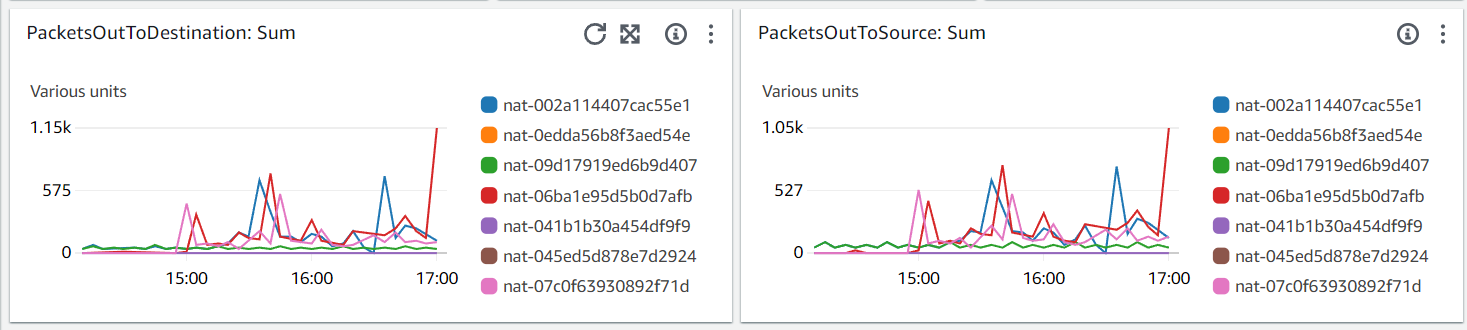 PacketsOutToDestination: Sum
Various units
1.15k
575
0
15:00 16:00 17:00
nat-002a114407cac55e1
nat-0edda56b8f3aed54e
nat-09d17919ed6b9d407
nat-06ba1e95d5b0d7afb
nat-041b1b30a454df9f9
nat-045ed5d878e7d2924
nat-07c0f63930892f71d
PacketsOutToSource: Sum
Various units
1.05k
527
0
15:00 16:00 17:00
nat-002a114407cac55e1
nat-0edda56b8f3aed54e
nat-09d17919ed6b9d407
nat-06ba1e95d5b0d7afb
nat-041b1b30a454df9f9
nat-045ed5d878e7d2924
nat-07c0f63930892f71d